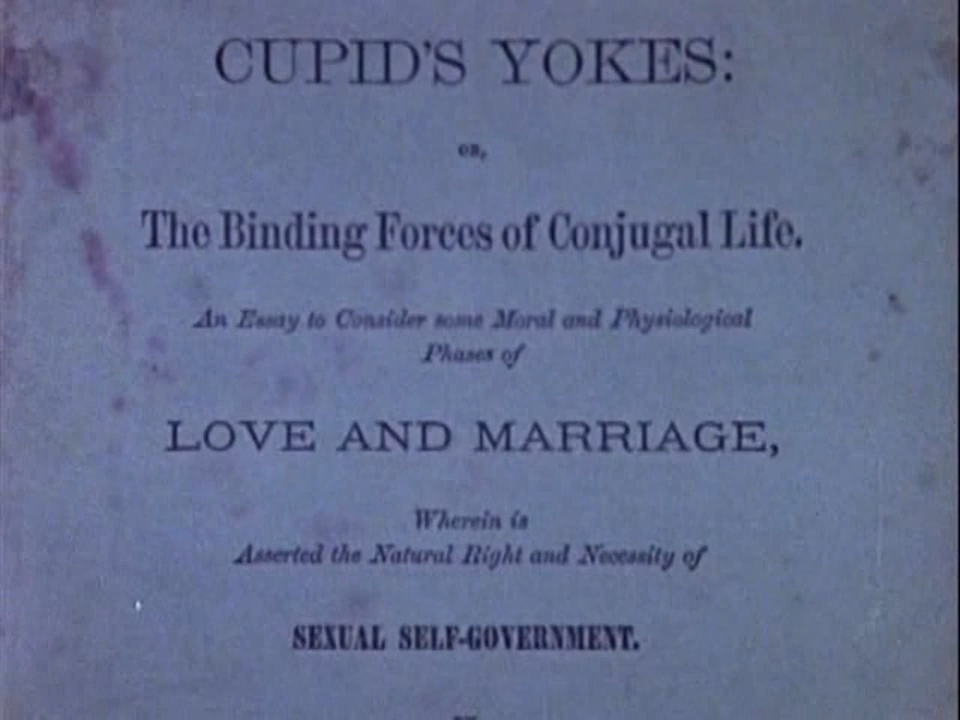 CUPID'S YOKES:
OR,
The Binding Forces of Conjugal Life.
An Essay to Consider some Moral and Physiological
Phases of
LOVE AND MARRIAGE,
Wherein is
Asserted the Natural Right and Necessity of
SEXUAL SELF-GOVERNMENT.